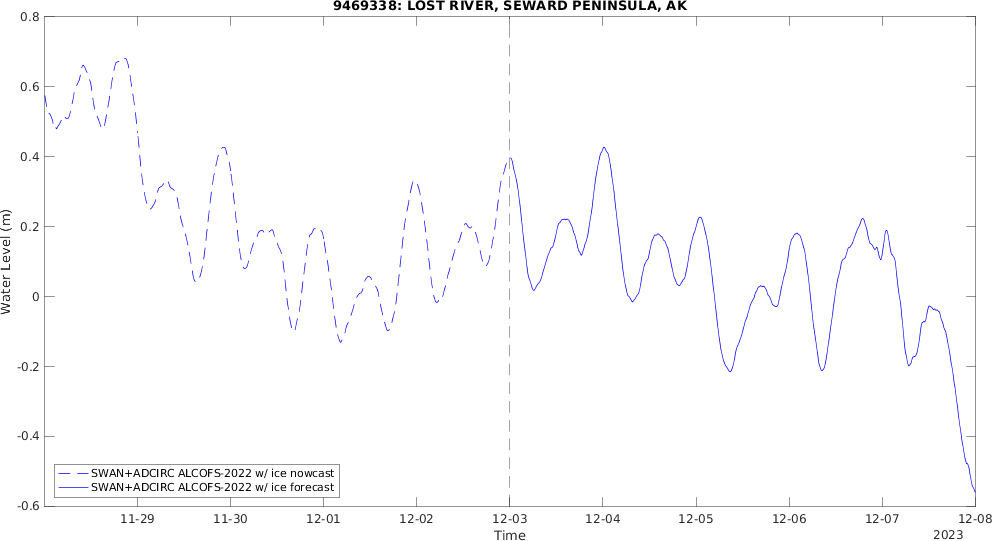 9469338: LOST RIVER, SEWARD PENINSULA, AK
0.8
0.6
0.4
0.2
0
-0.2
-0.4
-0.6
Water Level (m)
SWAN+ADCIRC ALCOFS-2022 w/ ice nowcast
SWAN+ADCIRC ALCOFS-2022 w/ ice forecast
11-29 11-30 12-01 12-02 12-03 12-04 12-05 12-06 12-07 12-08
Time
2023